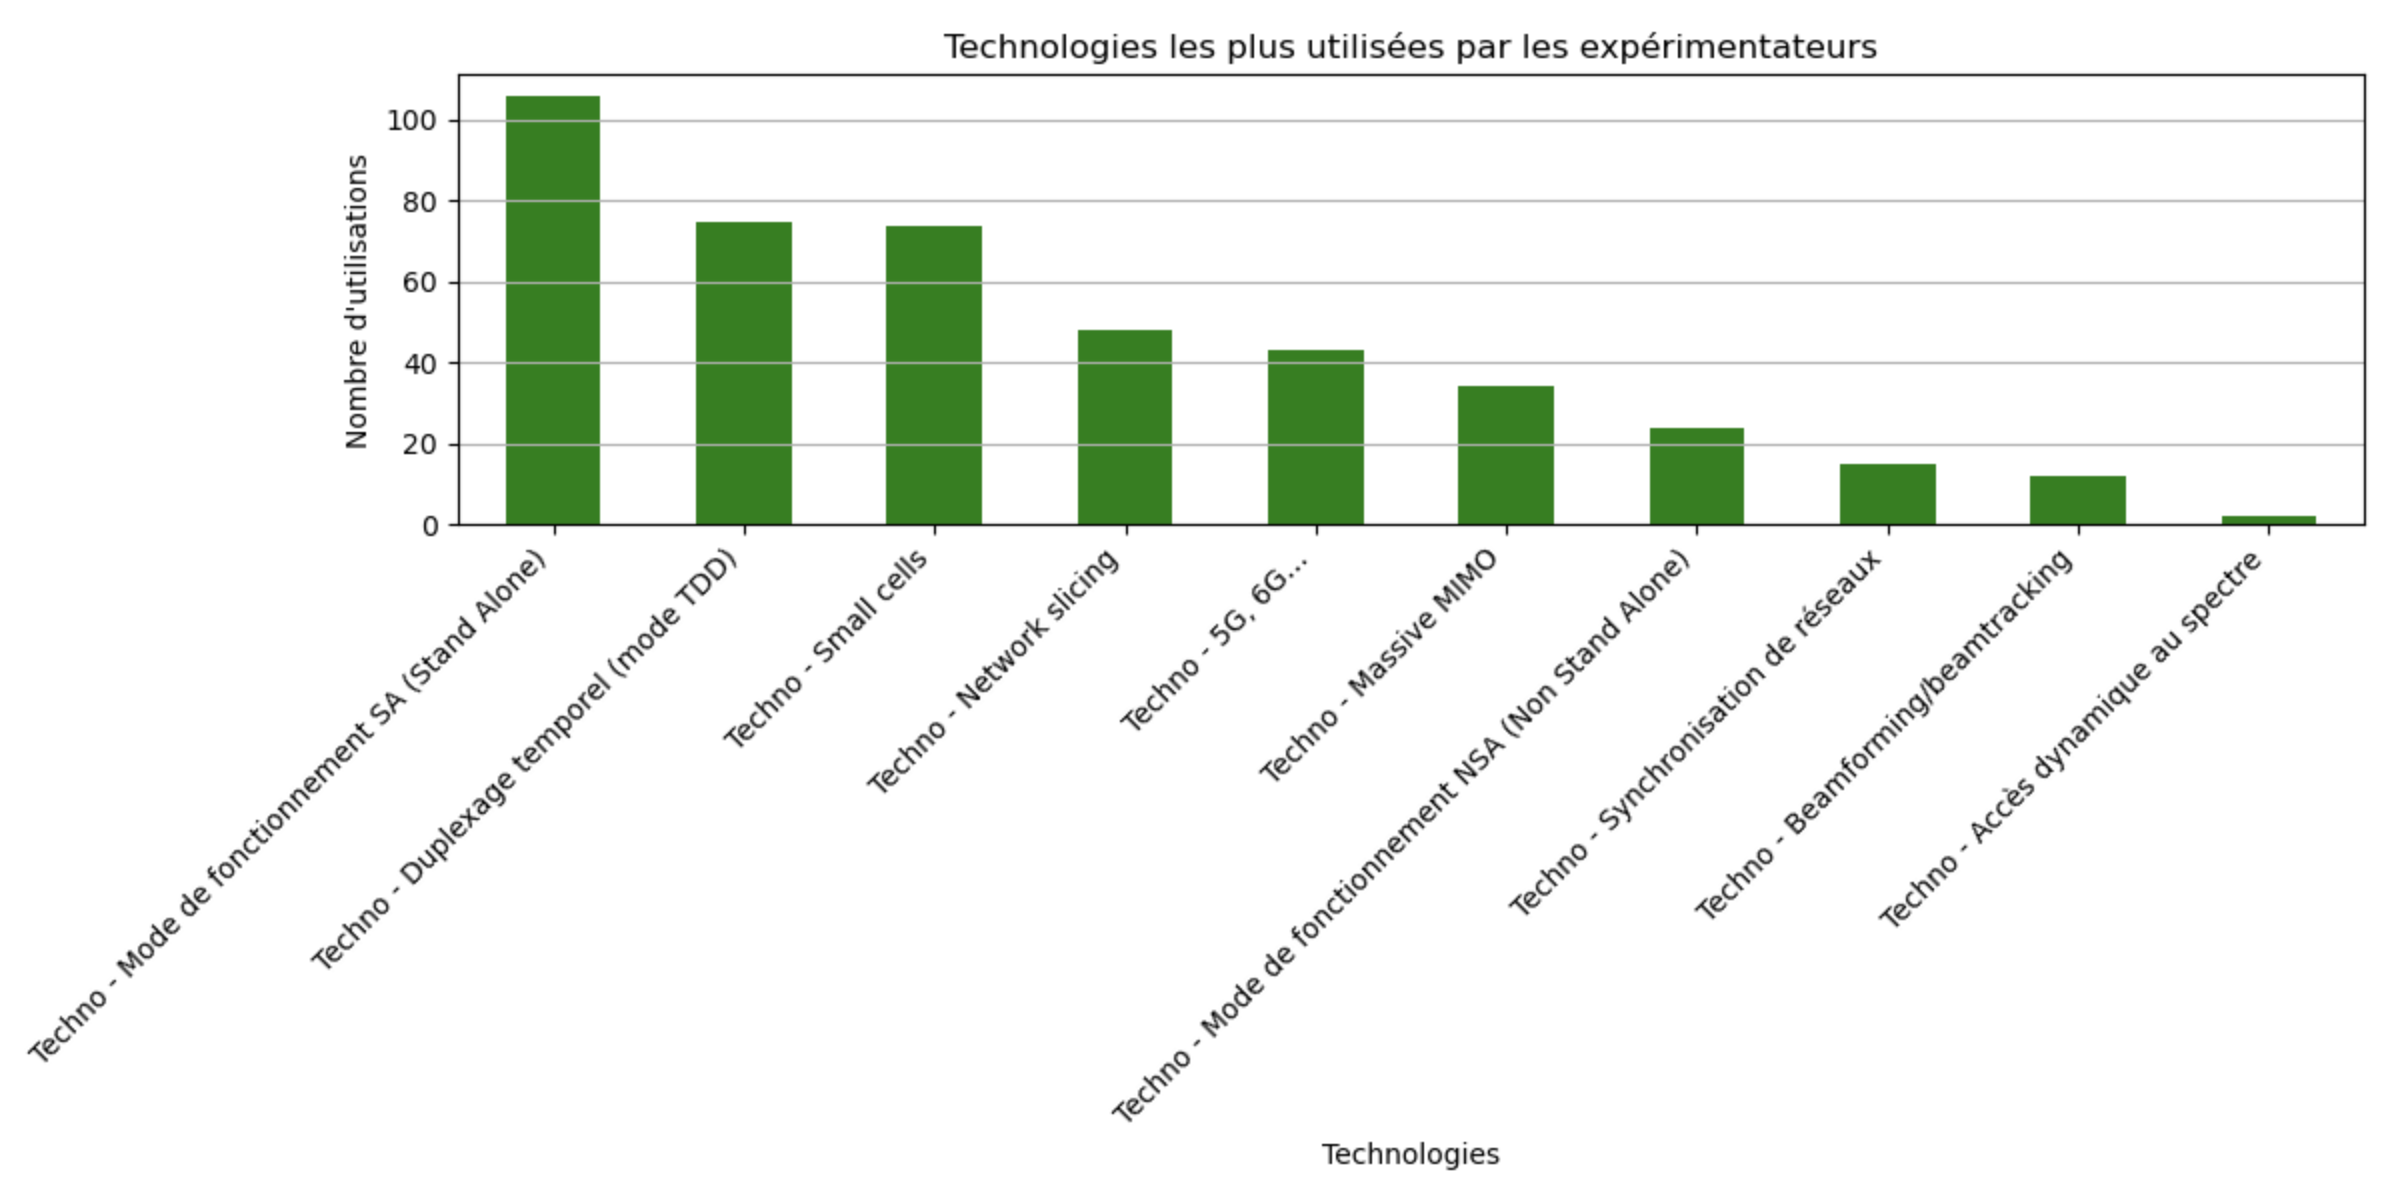 Technologies les plus utilisées par les expérimentateurs
Nombre d'utilisations
100
80
60
40
20
0
Techno - Mode de fonctionnement SA (Stand Alone)
Techno - Duplexage temporel (mode TDD)
Techno - Small cells
Techno - Network slicing
Techno - 5G, 6G...
Techno - Massive MIMO
Techno - Mode de fonctionnement NSA (Non Stand Alone)
Techno - Synchronisation de réseaux
Techno - Beamforming/beamtracking
Techno - Accès dynamique au spectre
Technologies